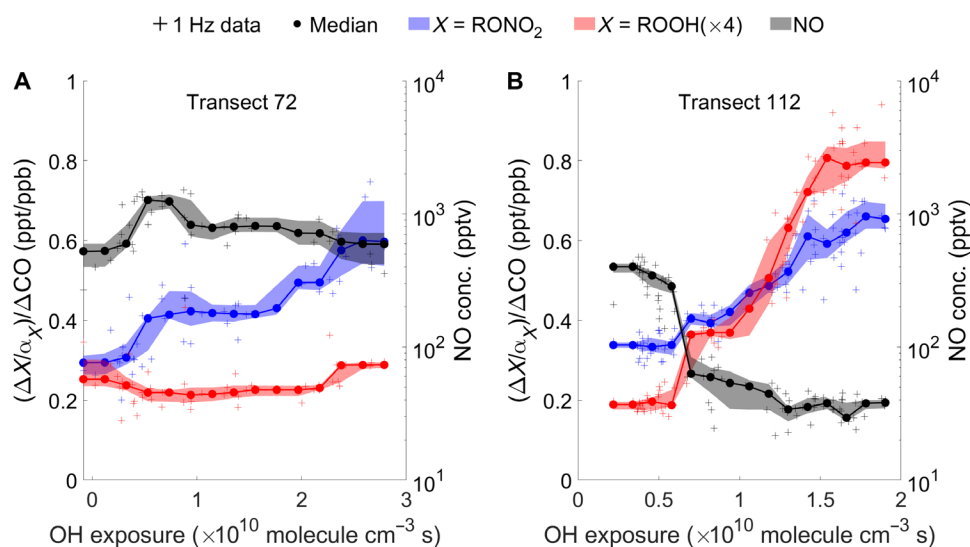 + 1 Hz data ● Median X = RONO₂ X = ROOH(×4) NO
A
Transect 72
(ΔX/α_X)/ΔCO (ppt/ppb)
1
0.8
0.6
0.4
0.2
0
0 1 2 3
OH exposure (×10¹⁰ molecule cm⁻³ s)
10⁴
10³
10²
10¹
NO conc. (pptv)
B
Transect 112
(ΔX/α_X)/ΔCO (ppt/ppb)
1
0.8
0.6
0.4
0.2
0
0 0.5 1 1.5 2
OH exposure (×10¹⁰ molecule cm⁻³ s)
10⁴
10³
10²
10¹
NO conc. (pptv)